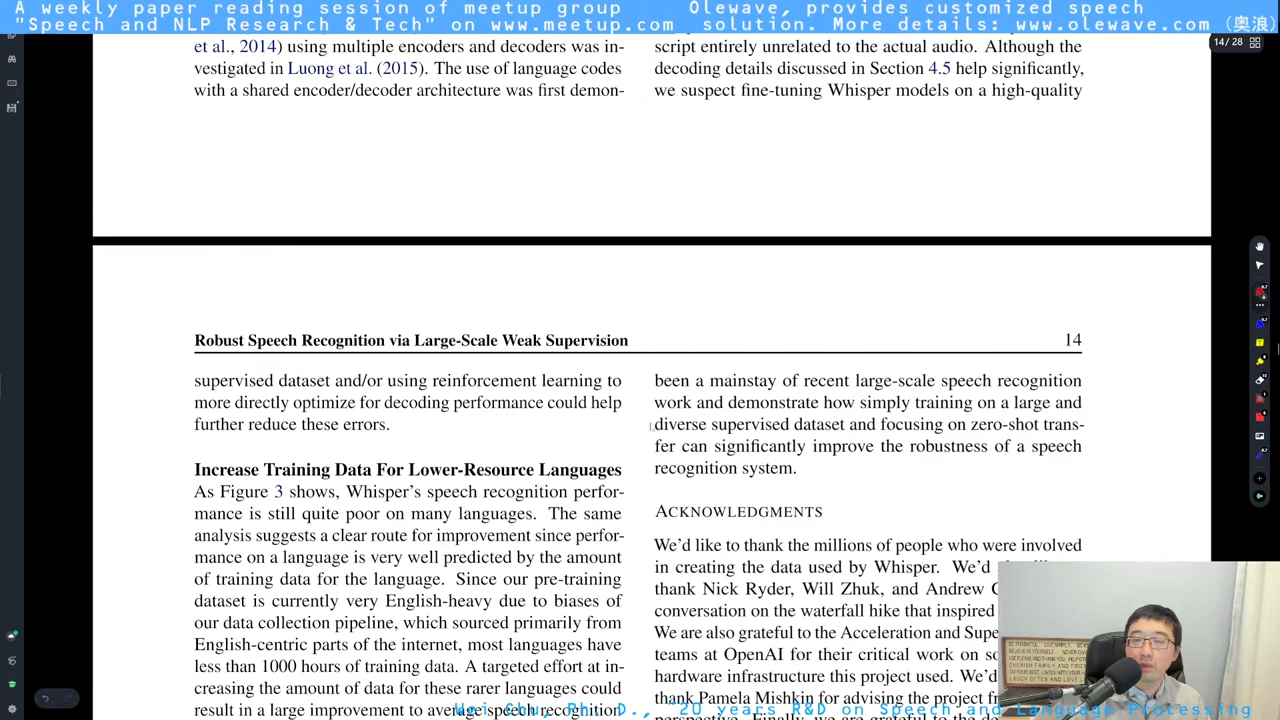 A weekly paper reading session of meetup group
"Speech and NLP Research & Tech" on www.meetup.com
Olewave, provides customized speech
solution. More details: www.olewave.com (奥浪)
14 / 28
et al., 2014) using multiple encoders and decoders was in-
vestigated in Luong et al. (2015). The use of language codes
with a shared encoder/decoder architecture was first demon-
script entirely unrelated to the actual audio. Although the
decoding details discussed in Section 4.5 help significantly,
we suspect fine-tuning Whisper models on a high-quality
Robust Speech Recognition via Large-Scale Weak Supervision
14
supervised dataset and/or using reinforcement learning to
more directly optimize for decoding performance could help
further reduce these errors.
Increase Training Data For Lower-Resource Languages
As Figure 3 shows, Whisper's speech recognition perfor-
mance is still quite poor on many languages. The same
analysis suggests a clear route for improvement since perfor-
mance on a language is very well predicted by the amount
of training data for the language. Since our pre-training
dataset is currently very English-heavy due to biases of
our data collection pipeline, which sourced primarily from
English-centric parts of the internet, most languages have
less than 1000 hours of training data. A targeted effort at in-
creasing the amount of data for these rarer languages could
result in a large improvement to average speech recognition
been a mainstay of recent large-scale speech recognition
work and demonstrate how simply training on a large and
diverse supervised dataset and focusing on zero-shot trans-
fer can significantly improve the robustness of a speech
recognition system.
ACKNOWLEDGMENTS
We'd like to thank the millions of people who were involved
in creating the data used by Whisper. We'd
thank Nick Ryder, Will Zhuk, and Andrew C
conversation on the waterfall hike that inspired
We are also grateful to the Acceleration and Supe
teams at OpenAI for their critical work on sc
hardware infrastructure this project used. We'd
thank Pamela Mishkin for advising the project fr
Wei Chu, Ph. D., ~20 years R&D on Speech and Language Processing